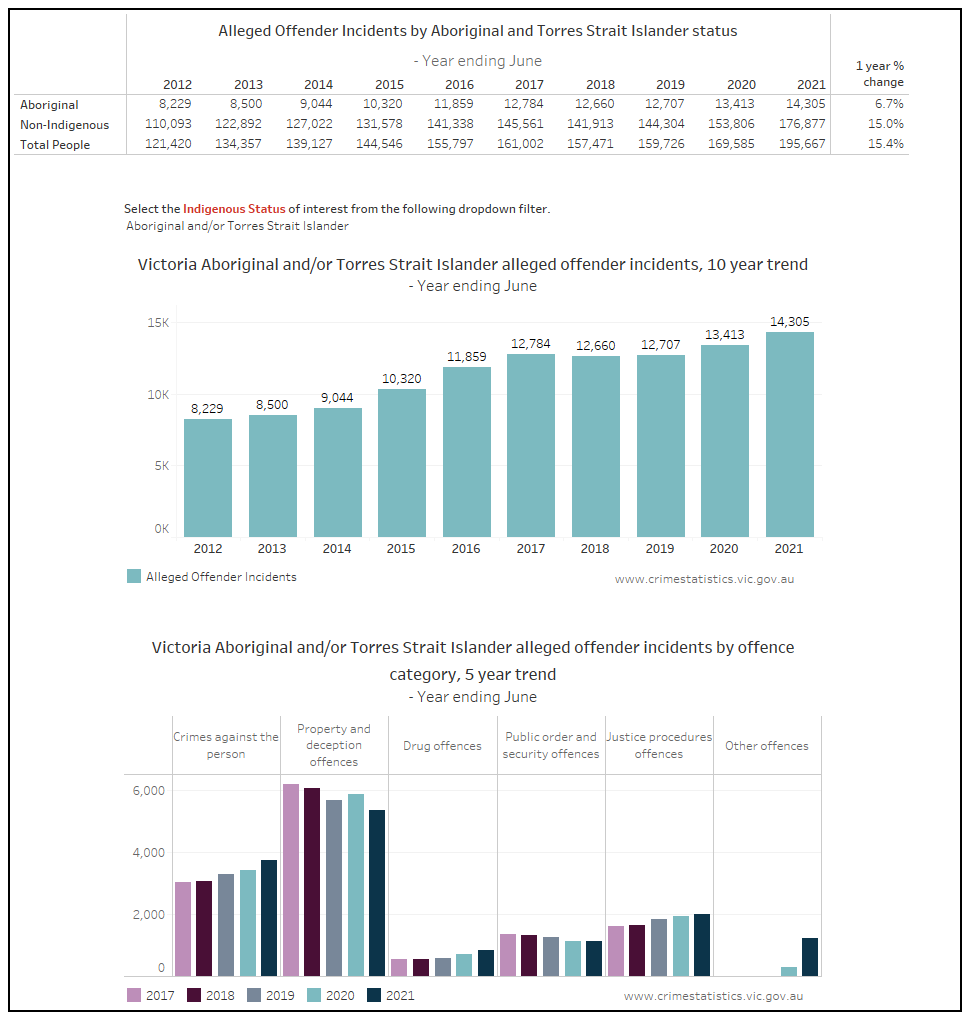 Alleged Offender Incidents by Aboriginal and Torres Strait Islander status
- Year ending June
1 year % change
2012 2013 2014 2015 2016 2017 2018 2019 2020 2021
Aboriginal 8,229 8,500 9,044 10,320 11,859 12,784 12,660 12,707 13,413 14,305 6.7%
Non-Indigenous 110,093 122,892 127,022 131,578 141,338 145,561 141,913 144,304 153,806 176,877 15.0%
Total People 121,420 134,357 139,127 144,546 155,797 161,002 157,471 159,726 169,585 195,667 15.4%
Select the Indigenous Status of interest from the following dropdown filter.
Aboriginal and/or Torres Strait Islander
Victoria Aboriginal and/or Torres Strait Islander alleged offender incidents, 10 year trend
- Year ending June
15K
10K
5K
0K
8,229 8,500 9,044 10,320 11,859 12,784 12,660 12,707 13,413 14,305
2012 2013 2014 2015 2016 2017 2018 2019 2020 2021
Alleged Offender Incidents
www.crimestatistics.vic.gov.au
Victoria Aboriginal and/or Torres Strait Islander alleged offender incidents by offence
category, 5 year trend
- Year ending June
Crimes against the
person
Property and
deception
offences
Drug offences
Public order and
security offences
Justice procedures
offences
Other offences
6,000
4,000
2,000
0
2017 2018 2019 2020 2021
www.crimestatistics.vic.gov.au